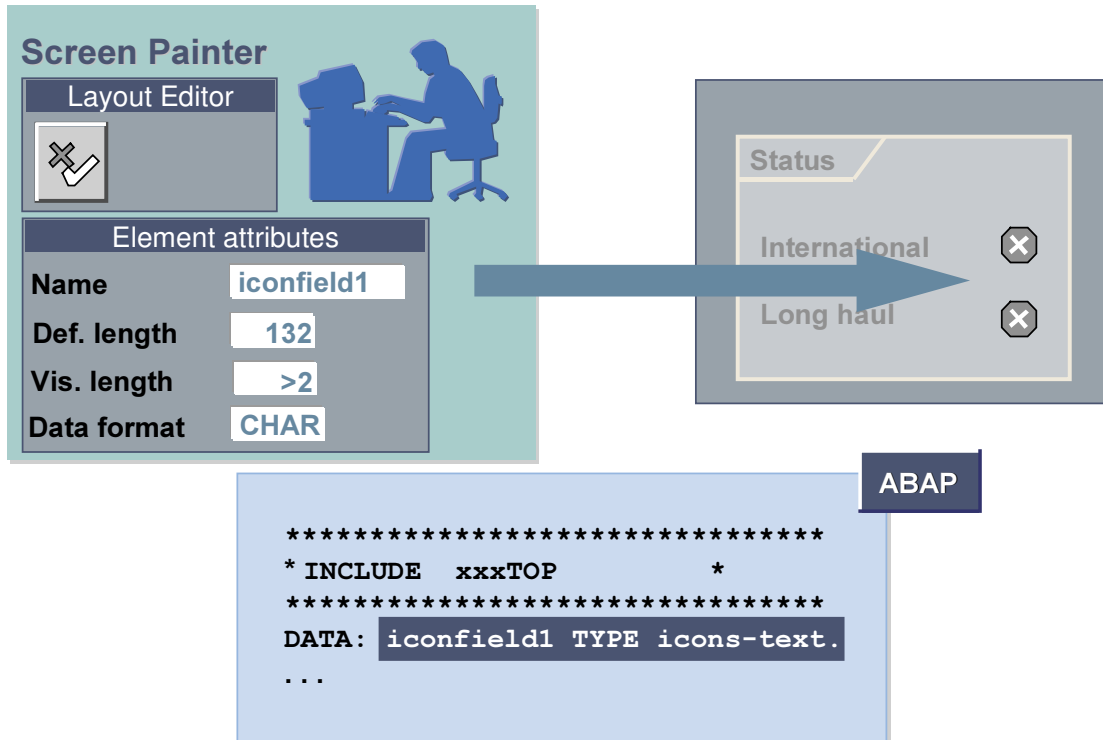 Screen Painter
Layout Editor
Element attributes
Name iconfield1
Def. length 132
Vis. length >2
Data format CHAR
Status
International
Long haul
ABAP
********************************
* INCLUDE xxxTOP *
********************************
DATA: iconfield1 TYPE icons-text.
...